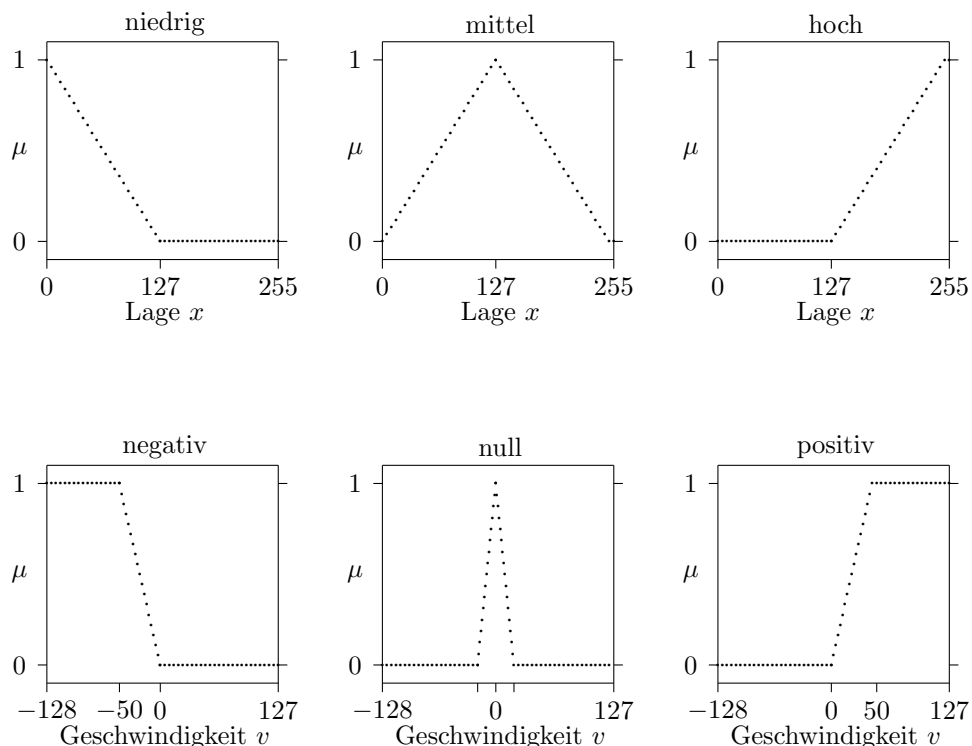 niedrig mittel hoch
1 1 1
μ μ μ
0 0 0
0 127 255 0 127 255 0 127 255
Lage x Lage x Lage x
negativ null positiv
1 1 1
μ μ μ
0 0 0
−128 −50 0 127 −128 0 127 −128 0 50 127
Geschwindigkeit v Geschwindigkeit v Geschwindigkeit v